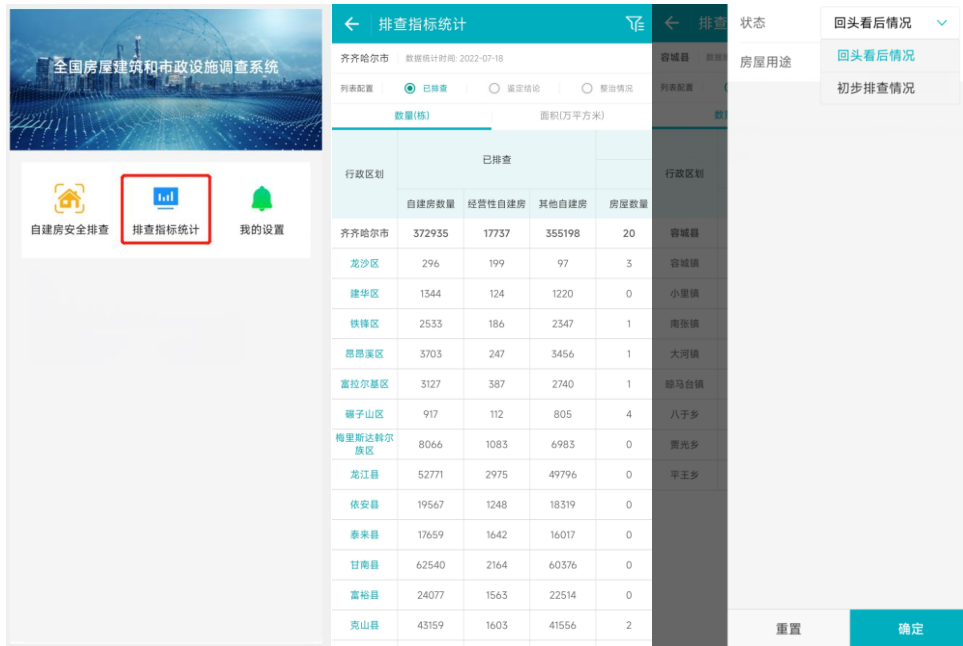 全国房屋建筑和市政设施调查系统
自建房安全排查 排查指标统计 我的设置
排查指标统计
齐齐哈尔市 数据统计时间: 2022-07-18
列表配置 已排查 鉴定结论 整治情况
数量(栋) 面积(万平方米)
行政区划 已排查
自建房数量 经营性自建房 其他自建房 房屋数量
齐齐哈尔市 372935 17737 355198 20
龙沙区 296 199 97 3
建华区 1344 124 1220 0
铁锋区 2533 186 2347 1
昂昂溪区 3703 247 3456 1
富拉尔基区 3127 387 2740 1
碾子山区 917 112 805 4
梅里斯达斡尔
族区 8066 1083 6983 0
龙江县 52771 2975 49796 0
依安县 19567 1248 18319 0
泰来县 17659 1642 16017 0
甘南县 62540 2164 60376 0
富裕县 24077 1563 22514 0
克山县 43159 1603 41556 2
排查
容城县 数据
列表配置
数
行政区划
容城县
容城镇
小里镇
南张镇
大河镇
晾马台镇
八于乡
贾光乡
平王乡
状态 回头看后情况
房屋用途 回头看后情况
初步排查情况
重置 确定